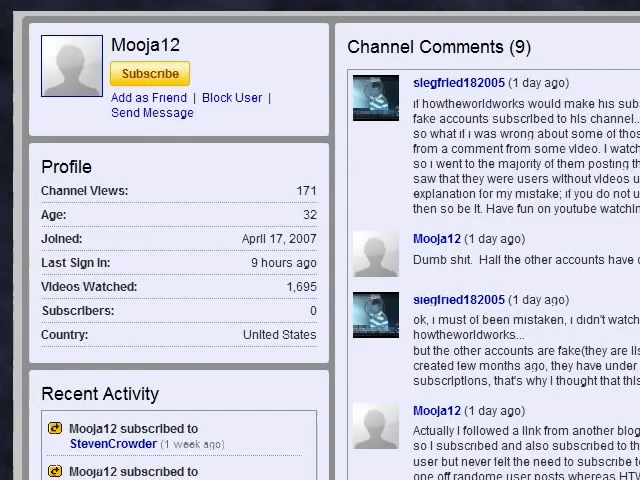 Mooja12
Subscribe
Add as Friend | Block User |
Send Message
Profile
Channel Views: 171
Age: 32
Joined: April 17, 2007
Last Sign In: 9 hours ago
Videos Watched: 1,695
Subscribers: 0
Country: United States
Recent Activity
Mooja12 subscribed to
StevenCrowder (1 week ago)
Mooja12 subscribed to
Channel Comments (9)
siegfried182005 (1 day ago)
if howtheworldworks would make his sub
fake accounts subscribed to his channel..
so what if i was wrong about some of thos
from a comment from some video. I watch
so i went to the majority of them posting th
saw that they were users without videos u
explanation for my mistake; if you do not u
then so be it. Have fun on youtube watchin
Mooja12 (1 day ago)
Dumb shit. Half the other accounts have
siegfried182005 (1 day ago)
ok, i must of been mistaken, i didn't watch
howtheworldworks...
but the other accounts are fake(they are lis
created few months ago, they have under
subscriptions, that's why I thought that this
Mooja12 (1 day ago)
Actually I followed a link from another blog
so I subscribed and also subscribed to th
user but never felt the need to subscribe t
one off randome user posts whereas HTW